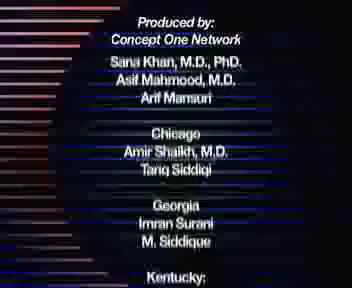 Produced by:
Concept One Network
Sana Khan, M.D., PhD.
Asif Mahmood, M.D.
Arif Mansuri
Chicago
Amir Shaikh, M.D.
Tariq Siddiqi
Georgia
Imran Surani
M. Siddique
Kentucky: